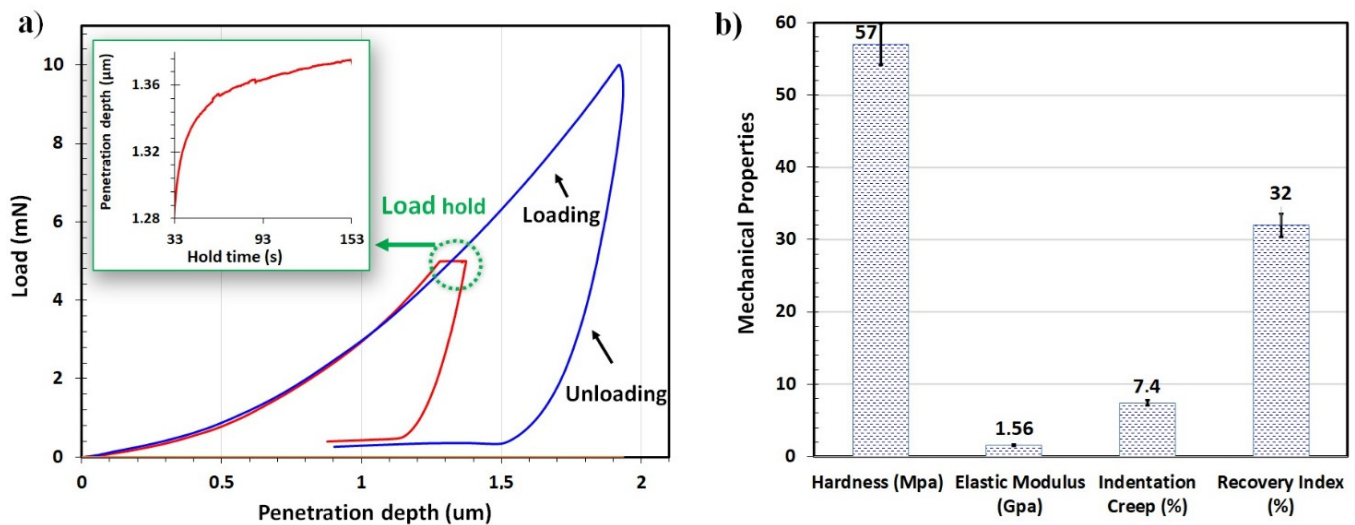 a)
b)
Load (mN)
10
8
6
4
2
0
0
0.5
1
1.5
2
Penetration depth (um)
Penetration depth (µm)
1.36
1.32
1.28
33
93
153
Hold time (s)
Load hold
Loading
Unloading
Mechanical Properties
60
50
40
30
20
10
0
57
1.56
7.4
32
Hardness (Mpa)
Elastic Modulus
(Gpa)
Indentation
Creep (%)
Recovery Index
(%)